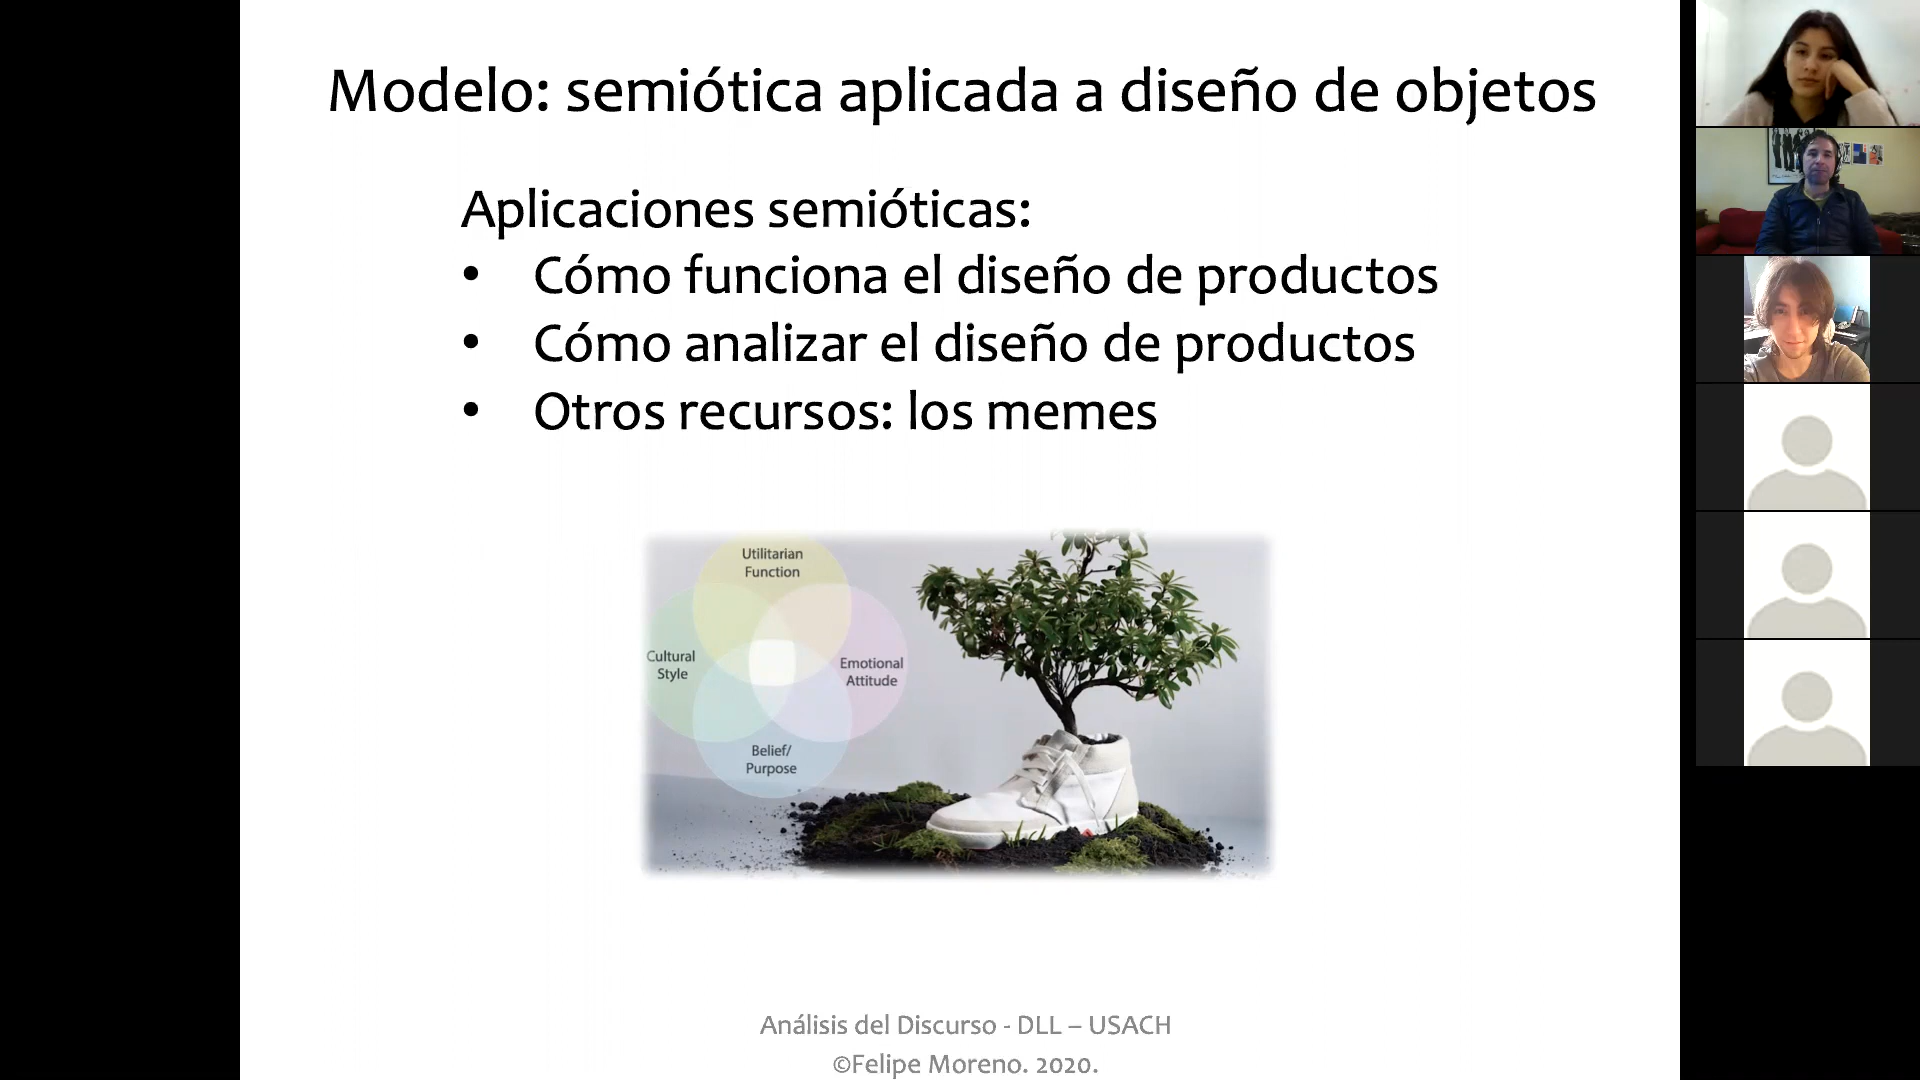 Modelo: semiótica aplicada a diseño de objetos
Aplicaciones semióticas:
• Cómo funciona el diseño de productos
• Cómo analizar el diseño de productos
• Otros recursos: los memes
Utilitarian
Function
Cultural
Style
Emotional
Attitude
Belief/
Purpose
Análisis del Discurso - DLL – USACH
©Felipe Moreno. 2020.